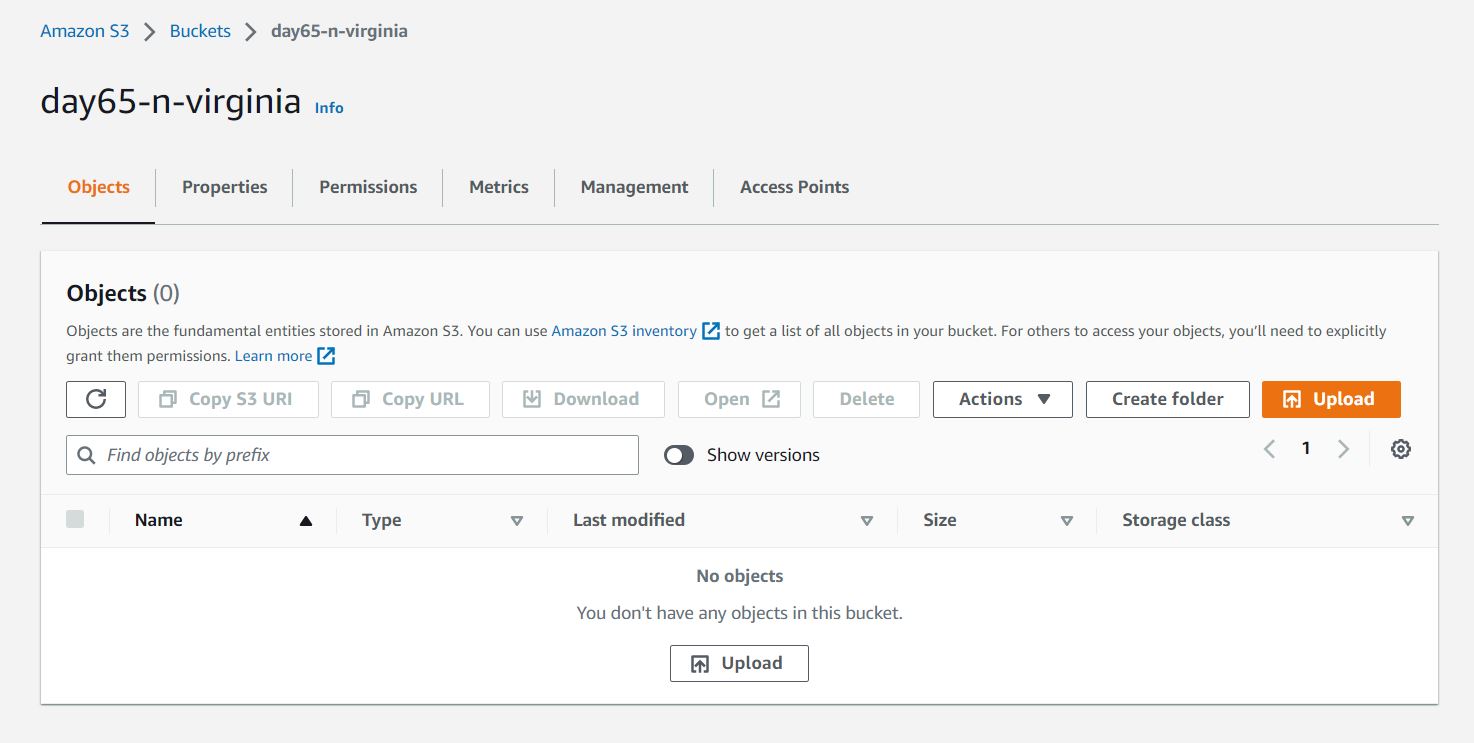 Amazon S3 > Buckets > day65-n-virginia
day65-n-virginia Info
Objects Properties Permissions Metrics Management Access Points
Objects (0)
Objects are the fundamental entities stored in Amazon S3. You can use Amazon S3 inventory to get a list of all objects in your bucket. For others to access your objects, you'll need to explicitly
grant them permissions. Learn more
Copy S3 URI Copy URL Download Open Delete Actions Create folder Upload
Find objects by prefix Show versions 1
Name Type Last modified Size Storage class
No objects
You don't have any objects in this bucket.
Upload